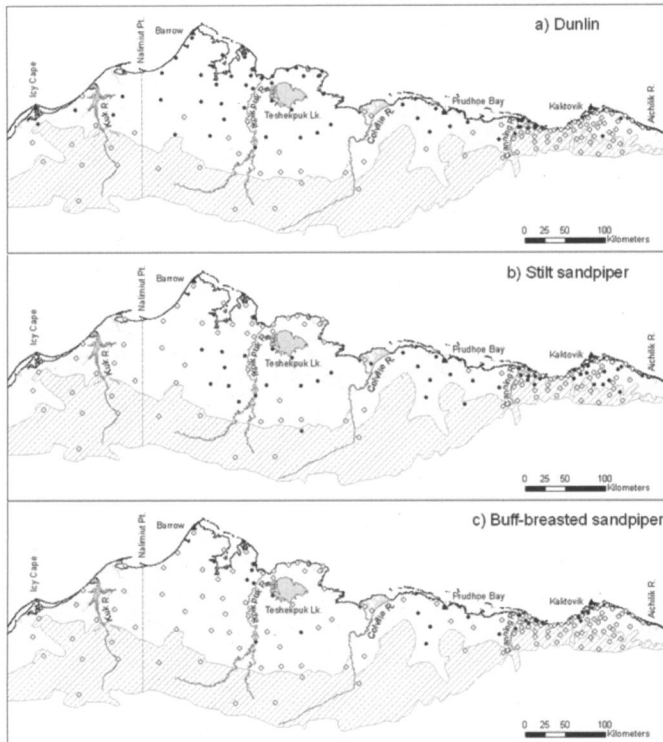 a) Dunlin
Barrow
Nalimiut Pt.
Icy Cape
Kuk R.
Teshekpuk Lk.
Colville R.
Prudhoe Bay
Canning R.
Kaktovik
Aichilik R.
0 25 50 100
Kilometers
b) Stilt sandpiper
Barrow
Nalimiut Pt.
Icy Cape
Kuk R.
Teshekpuk Lk.
Colville R.
Prudhoe Bay
Canning R.
Kaktovik
Aichilik R.
0 25 50 100
Kilometers
c) Buff-breasted sandpiper
Barrow
Nalimiut Pt.
Icy Cape
Kuk R.
Teshekpuk Lk.
Colville R.
Prudhoe Bay
Canning R.
Kaktovik
Aichilik R.
0 25 50 100
Kilometers